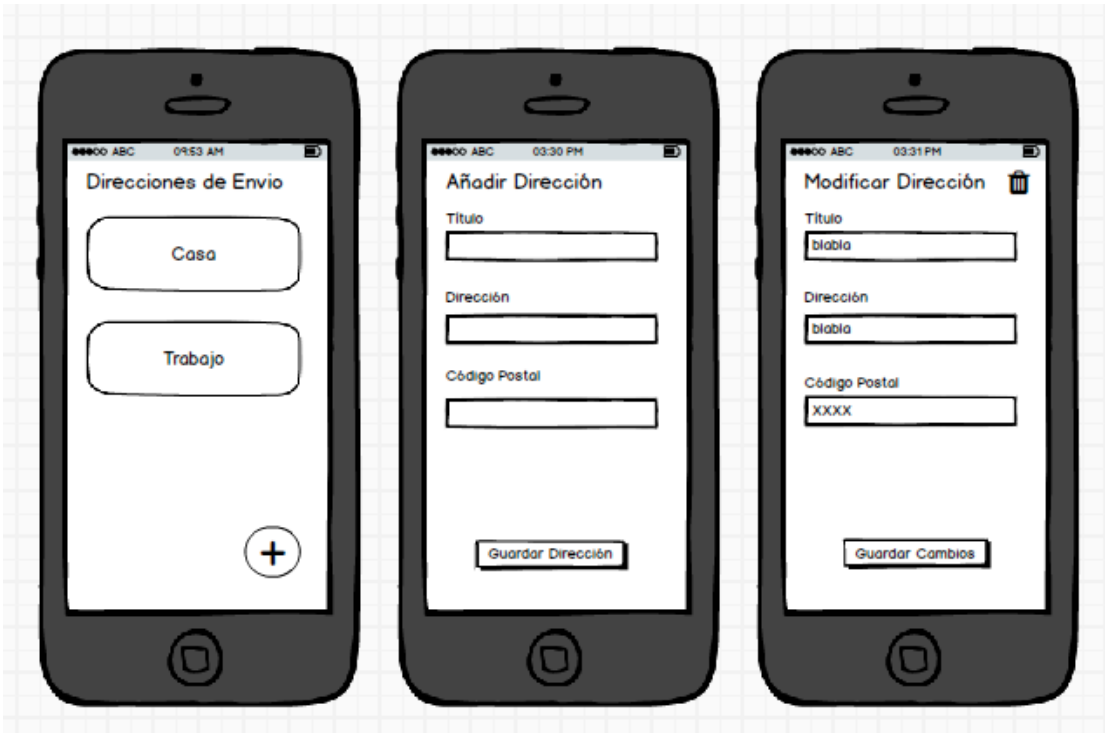 ABC 09:53 AM
Direcciones de Envio
Casa
Trabajo
+
ABC 03:30 PM
Añadir Dirección
Título
Dirección
Código Postal
Guardar Dirección
ABC 03:31 PM
Modificar Dirección
Título
blabla
Dirección
blabla
Código Postal
XXXX
Guardar Cambios